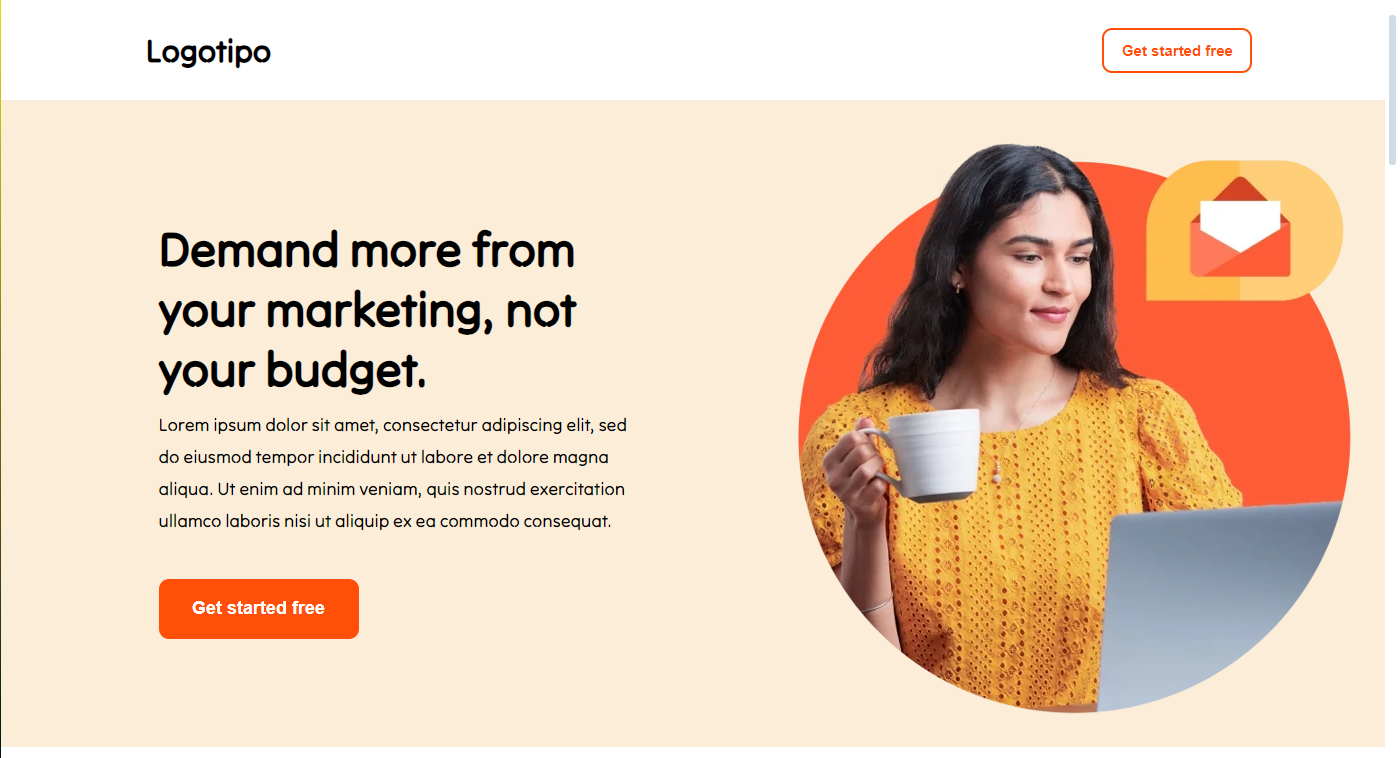 Logotipo
Get started free
Demand more from
your marketing, not
your budget.
Lorem ipsum dolor sit amet, consectetur adipiscing elit, sed
do eiusmod tempor incididunt ut labore et dolore magna
aliqua. Ut enim ad minim veniam, quis nostrud exercitation
ullamco laboris nisi ut aliquip ex ea commodo consequat.
Get started free